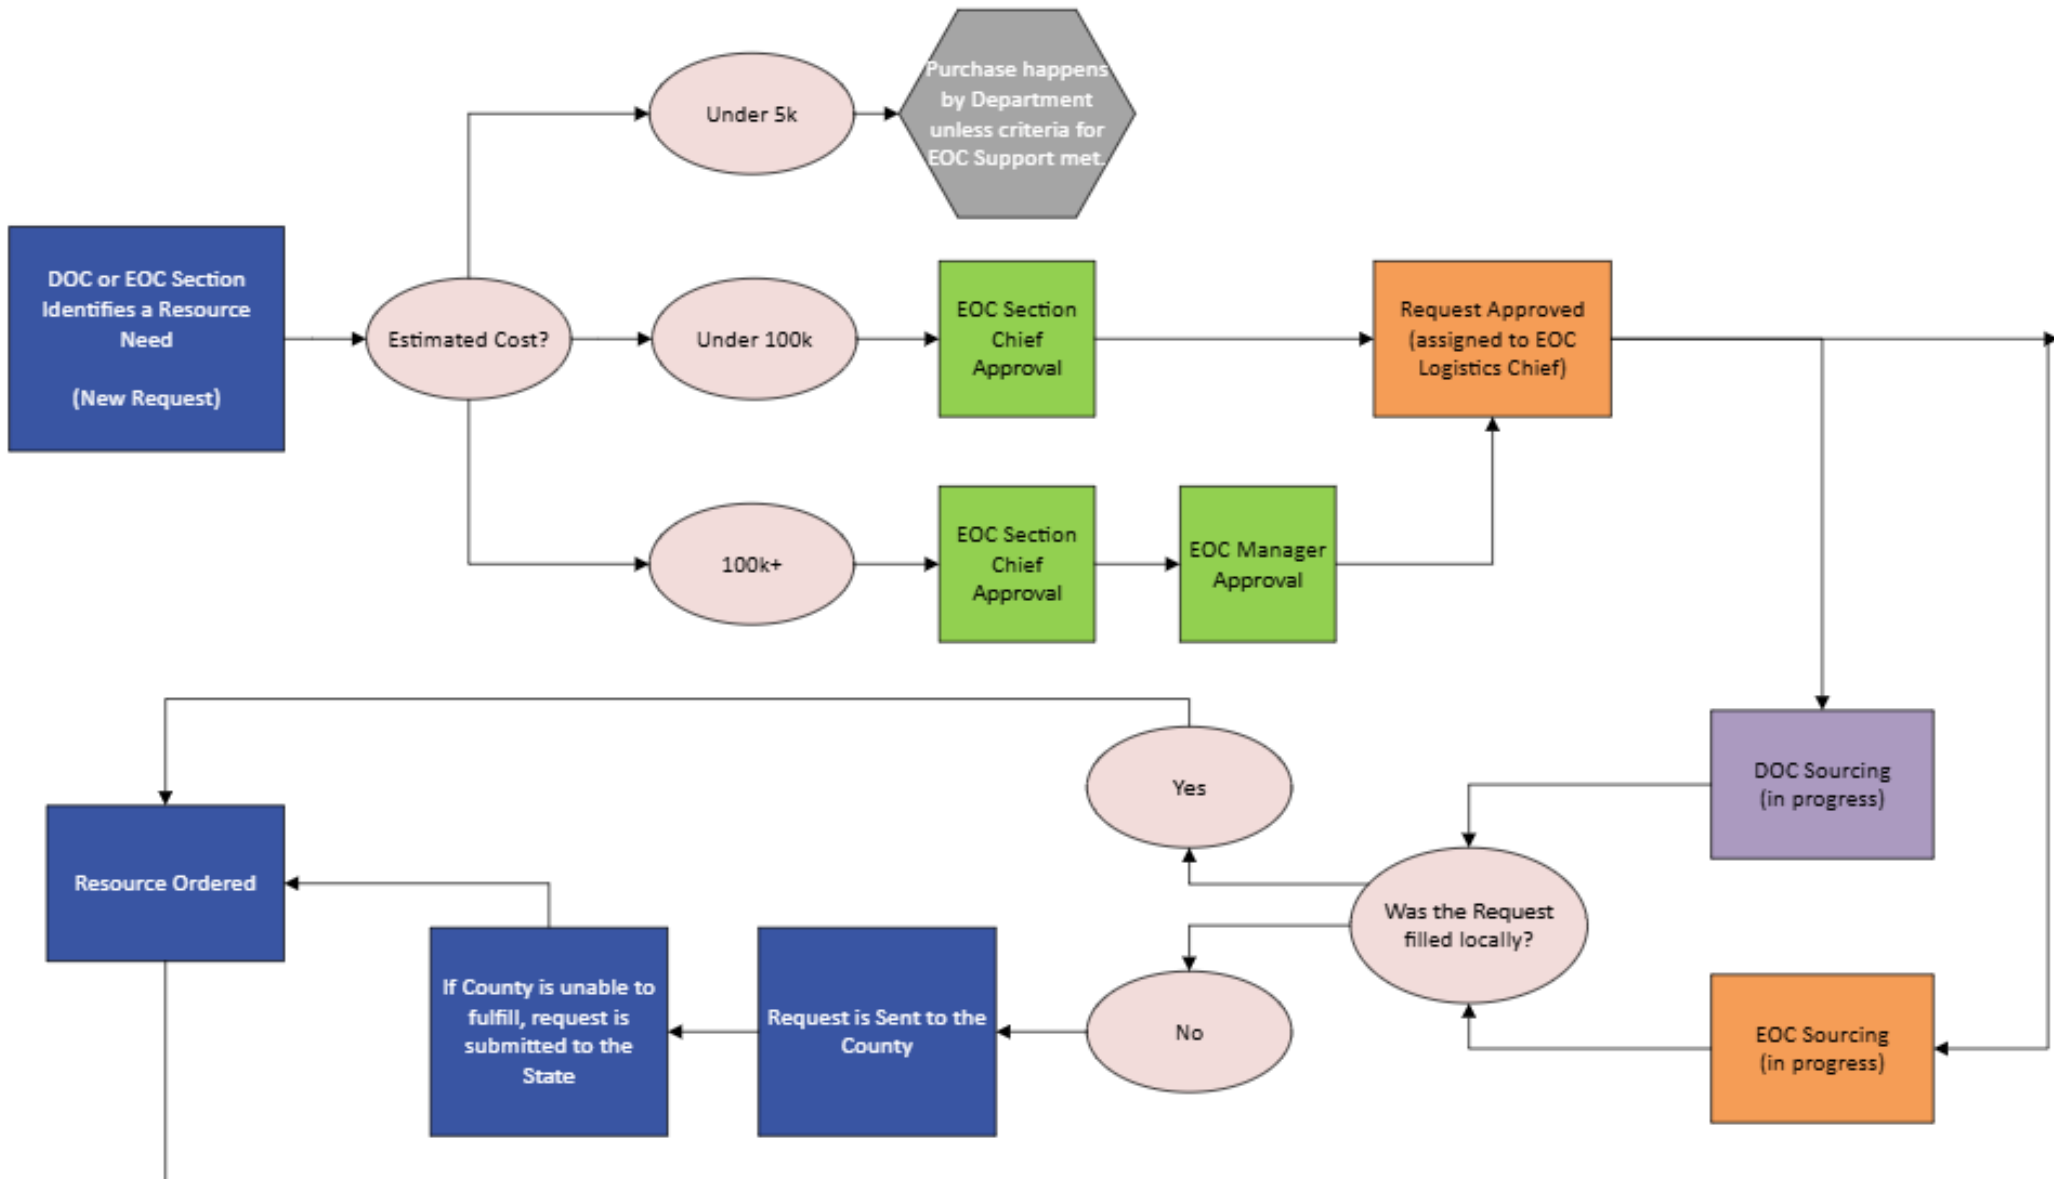 Under 5k
Purchase happens
by Department
unless criteria for
EOC Support met.
DOC or EOC Section
Identifies a Resource
Need
(New Request)
Estimated Cost?
Under 100k
EOC Section
Chief
Approval
Request Approved
(assigned to EOC
Logistics Chief)
100k+
EOC Section
Chief
Approval
EOC Manager
Approval
DOC Sourcing
(in progress)
Yes
Resource Ordered
Was the Request
filled locally?
If County is unable to
fulfill, request is
submitted to the
State
Request is Sent to the
County
No
EOC Sourcing
(in progress)